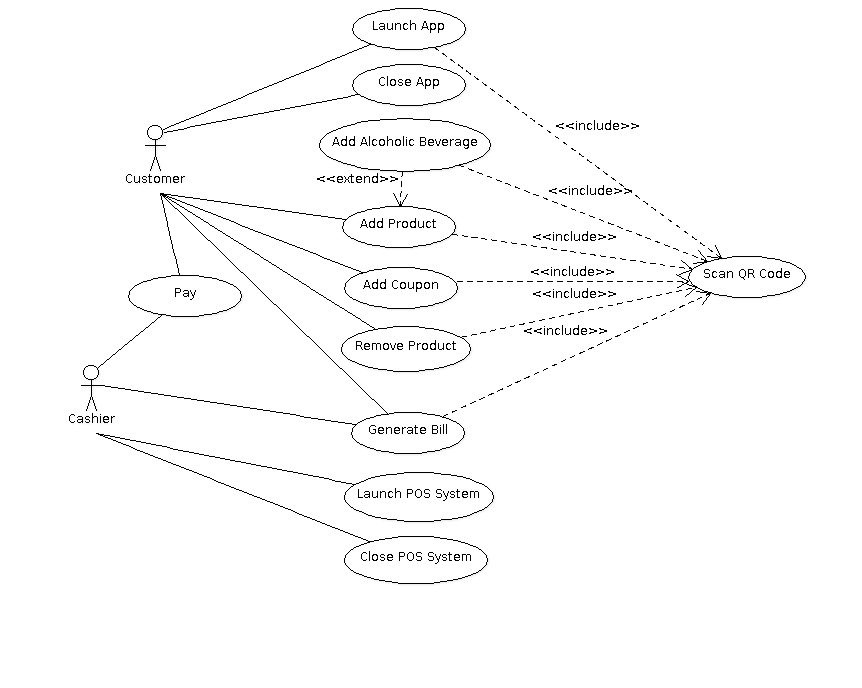 Launch App
Close App
<<include>>
Add Alcoholic Beverage
Customer
<<extend>>
<<include>>
Add Product
<<include>>
Scan QR Code
<<include>>
Add Coupon
Pay
<<include>>
<<include>>
Remove Product
Cashier
Generate Bill
Launch POS System
Close POS System